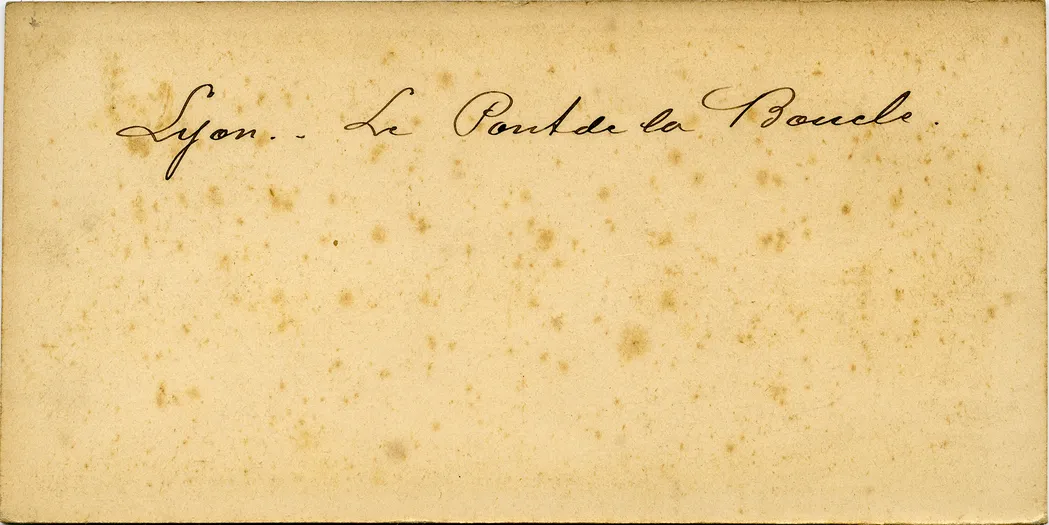 Lyon. - Le Pont de la Boucle.